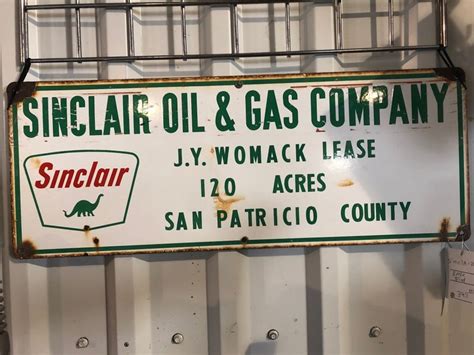 SINCLAIR OIL & GAS COMPANY
Sinclair
J.Y. WOMACK LEASE
120 ACRES
SAN PATRICIO COUNTY